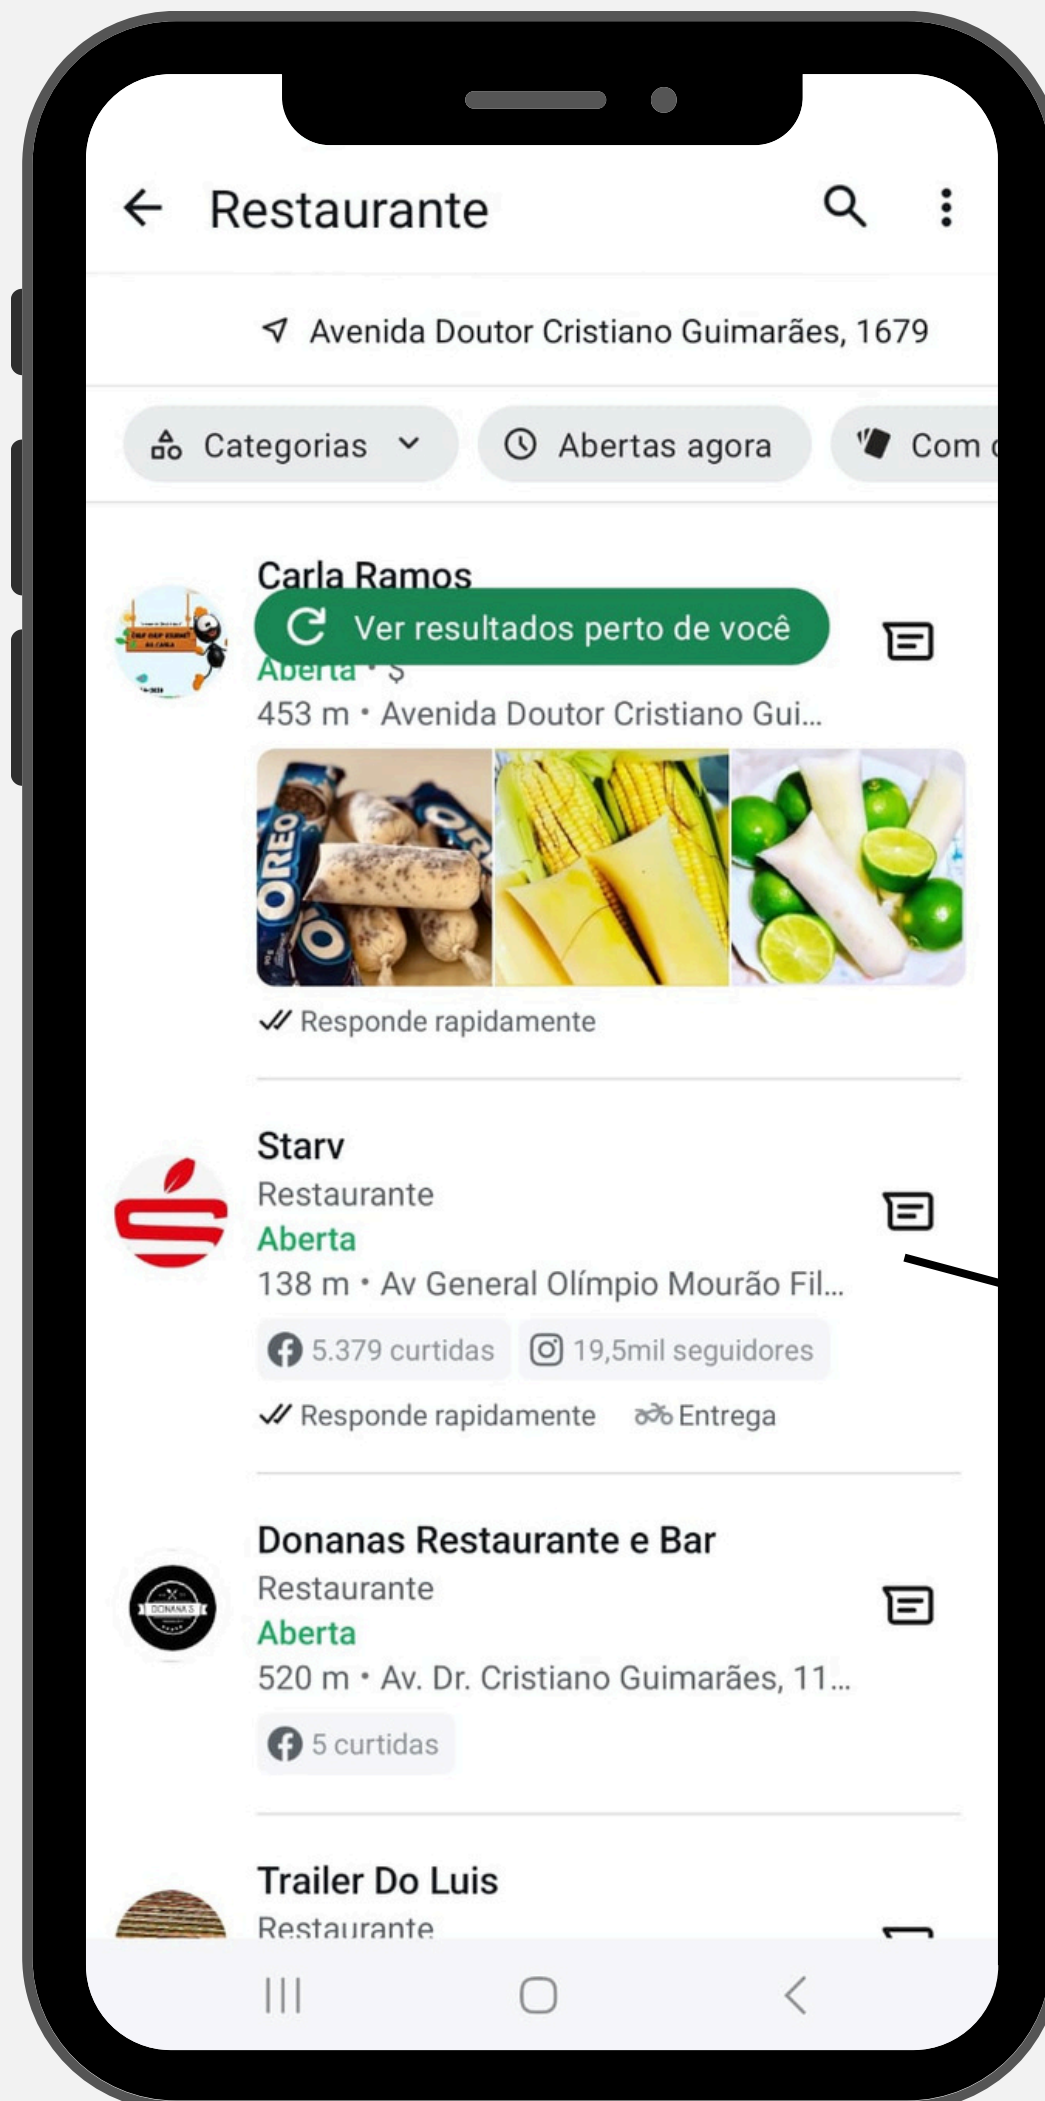 Restaurante
Avenida Doutor Cristiano Guimarães, 1679
Categorias
Abertas agora
Com
Carla Ramos
Ver resultados perto de você
Aberta • $
453 m • Avenida Doutor Cristiano Gui...
OREO
Responde rapidamente
Starv
Restaurante
Aberta
138 m • Av General Olímpio Mourão Fil...
5.379 curtidas
19,5mil seguidores
Responde rapidamente
Entrega
Donanas Restaurante e Bar
DONANA'S
Restaurante
Aberta
520 m • Av. Dr. Cristiano Guimarães, 11...
5 curtidas
Trailer Do Luis
Restaurante